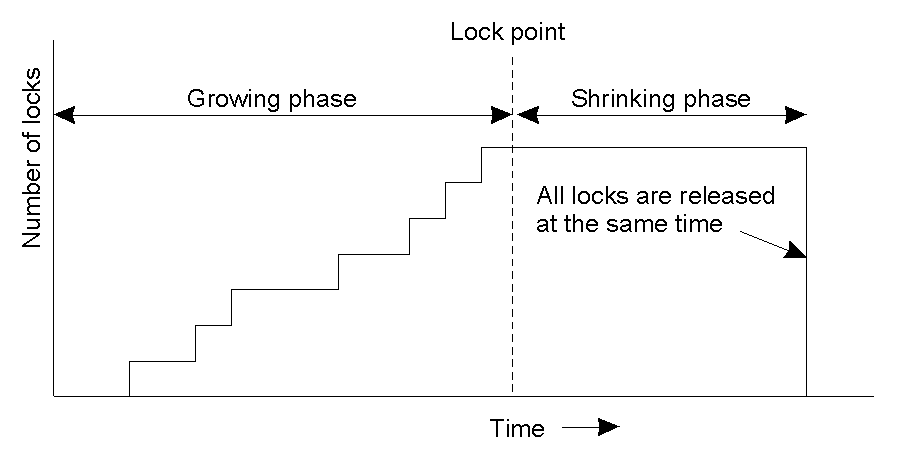 Lock point
Growing phase
Shrinking phase
Number of locks
All locks are released
at the same time
Time